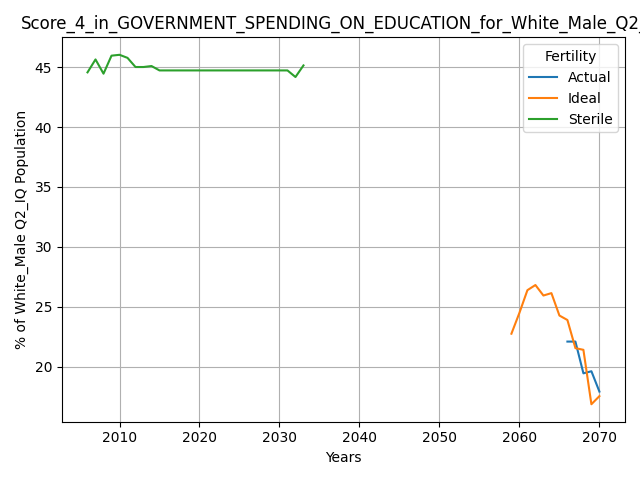 Score_4_in_GOVERNMENT_SPENDING_ON_EDUCATION_for_White_Male_Q2_
Fertility
Actual
Ideal
Sterile
% of White_Male Q2_IQ Population
45
40
35
30
25
20
2010 2020 2030 2040 2050 2060 2070
Years